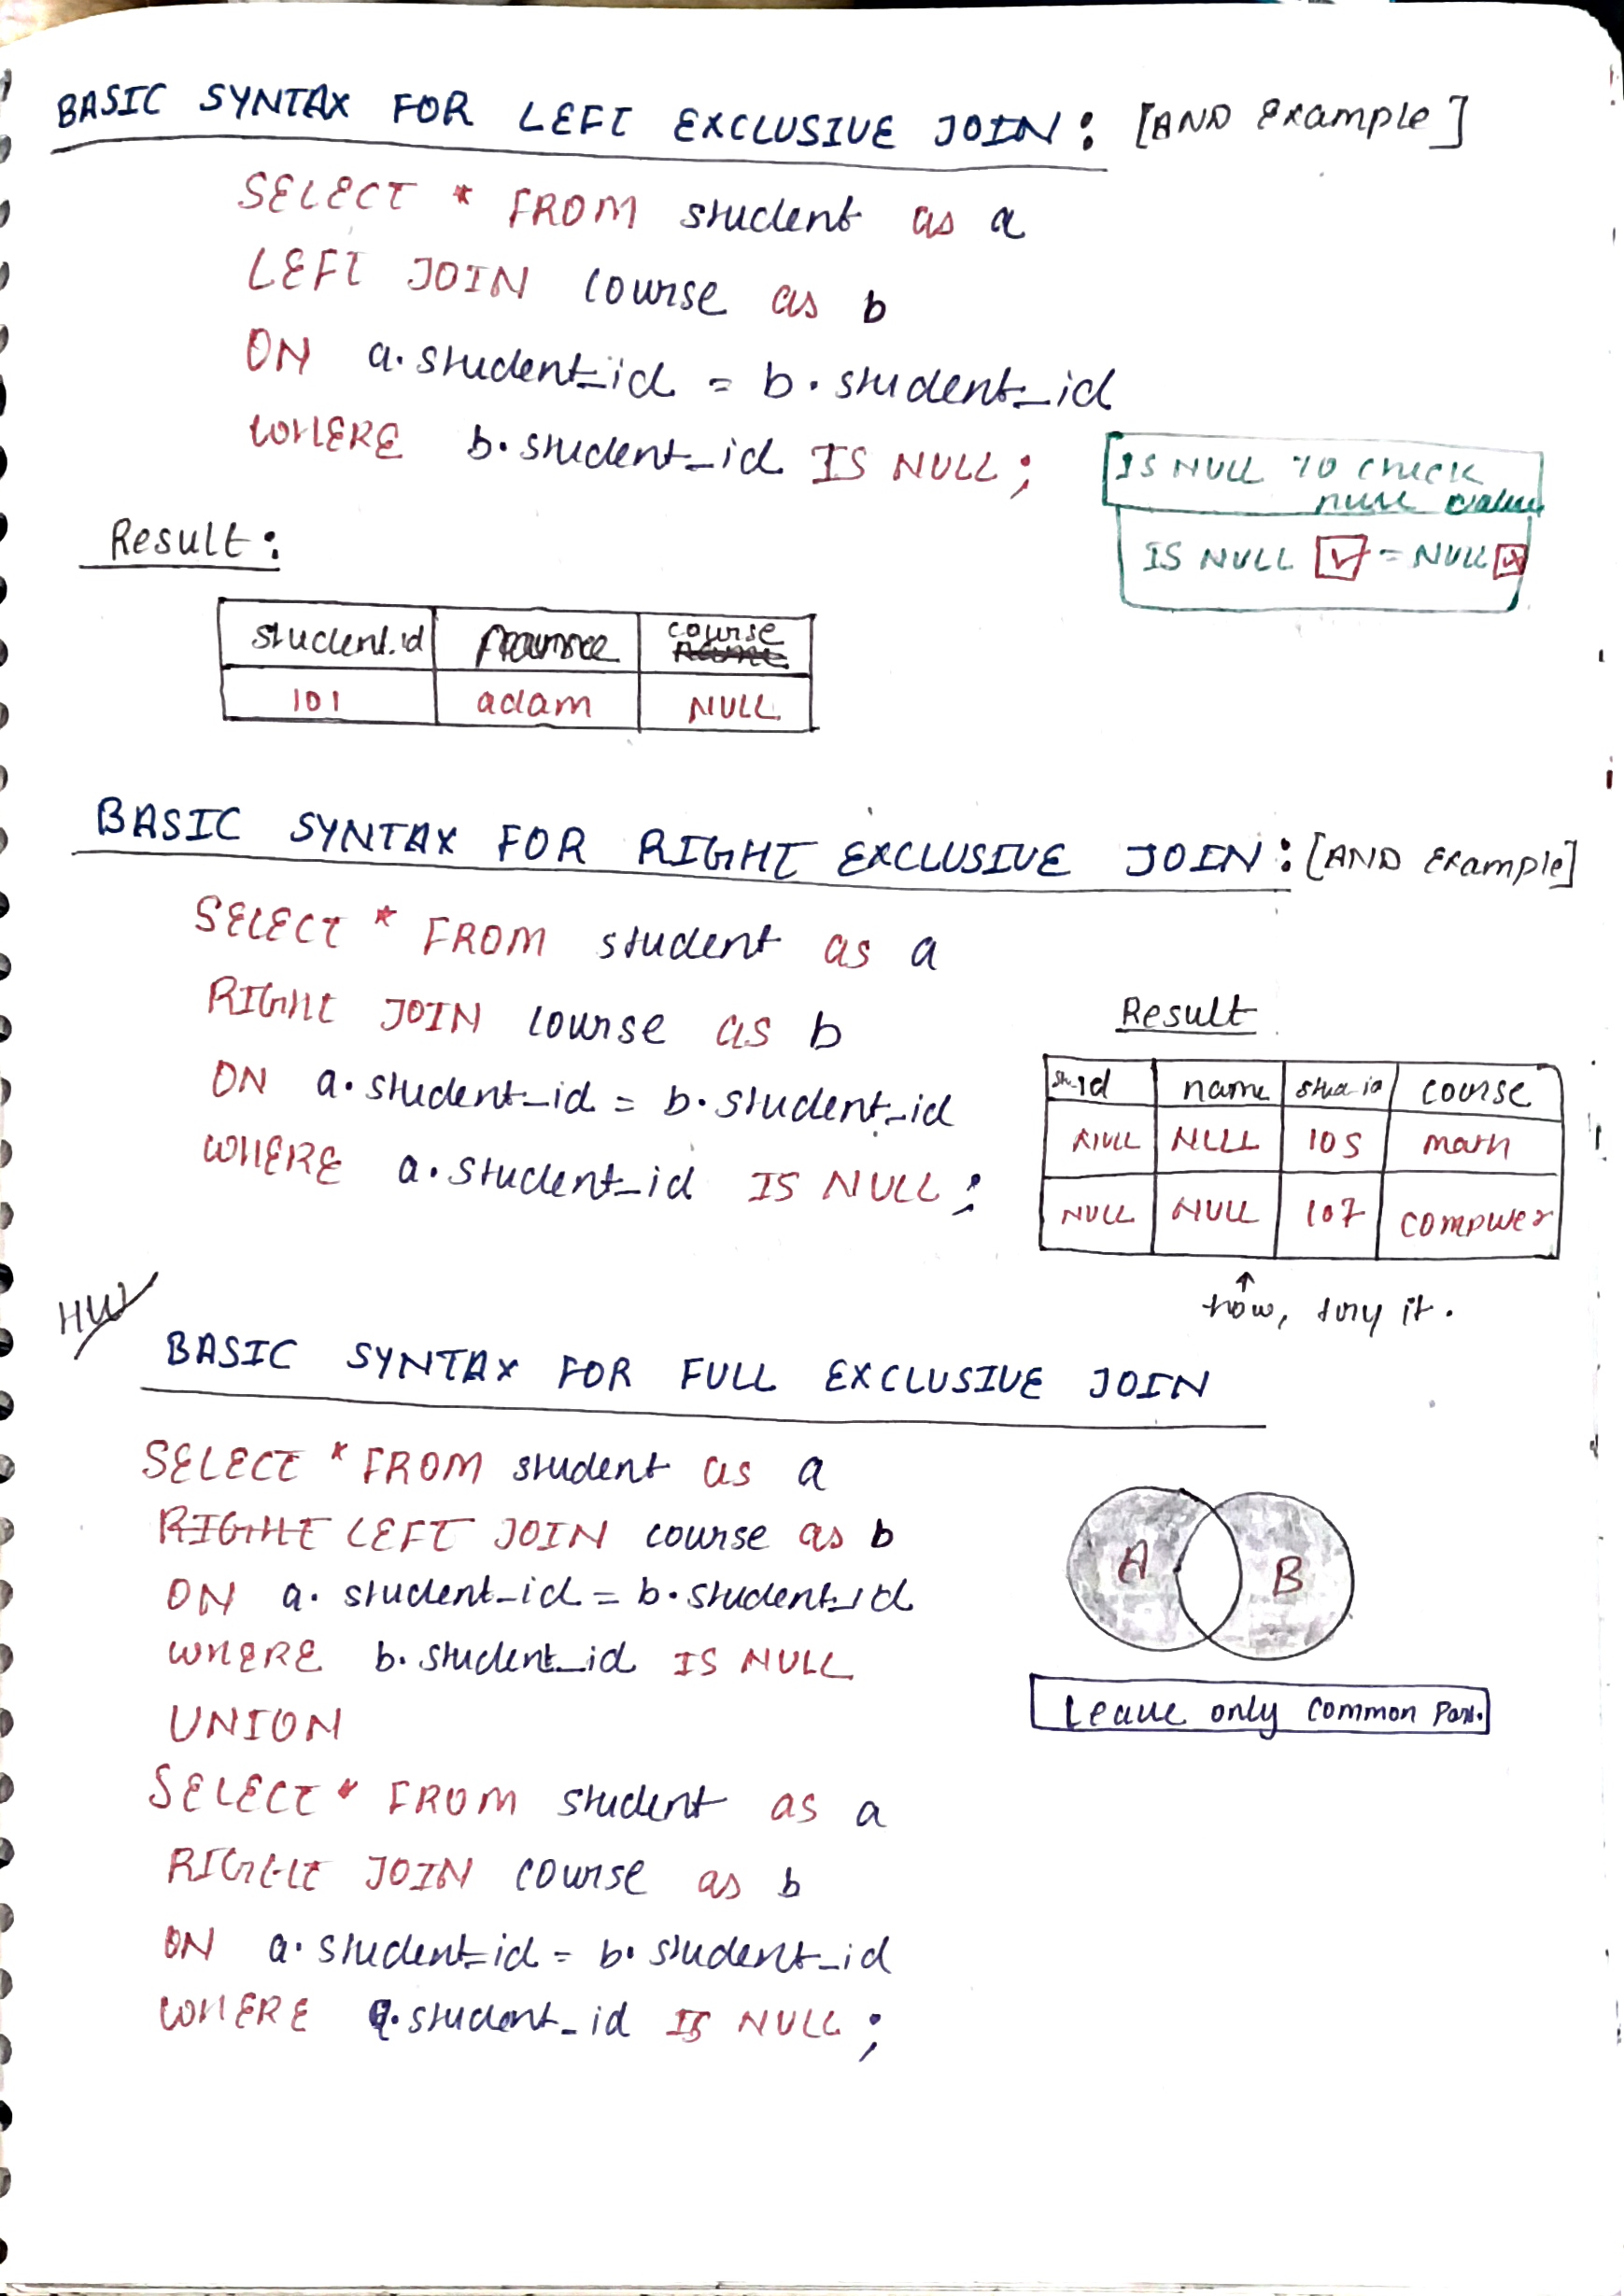 BASIC SYNTAX FOR LEFT EXCLUSIVE JOIN: [AND Example]
SELECT * FROM student as a
LEFT JOIN course as b
ON a.student_id = b.student_id
WHERE b.student_id IS NULL;
IS NULL TO check
null value
IS NULL ☑ = NULL ☒
Result:
student.id course
101 adam NULL
BASIC SYNTAX FOR RIGHT EXCLUSIVE JOIN: [AND Example]
SELECT * FROM student as a
RIGHT JOIN course as b
ON a.student_id = b.student_id
WHERE a.student_id IS NULL;
Result
name course
NULL NULL 105 math
NULL NULL 107 computer
↑
how, try it.
HW
BASIC SYNTAX FOR FULL EXCLUSIVE JOIN
SELECT * FROM student as a
RIGHT LEFT JOIN course as b
ON a.student_id = b.student_id
WHERE b.student_id IS NULL
UNION
SELECT * FROM student as a
RIGHT JOIN course as b
ON a.student_id = b.student_id
WHERE a.student_id IS NULL;
A B
Leave only common Part.